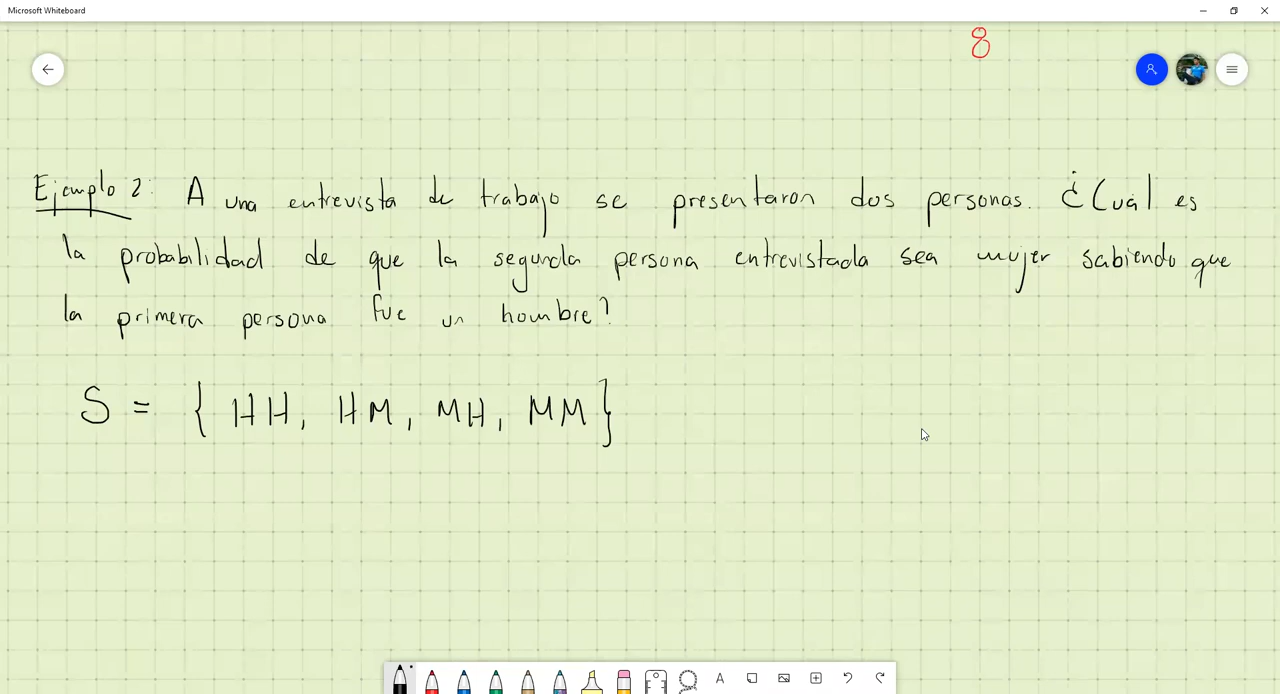 Microsoft Whiteboard
8
Ejemplo 2: A una entrevista de trabajo se presentaron dos personas. ¿Cuál es
la probabilidad de que la segunda persona entrevistada sea mujer sabiendo que
la primera persona fue un hombre?
S = { HH, HM, MH, MM}